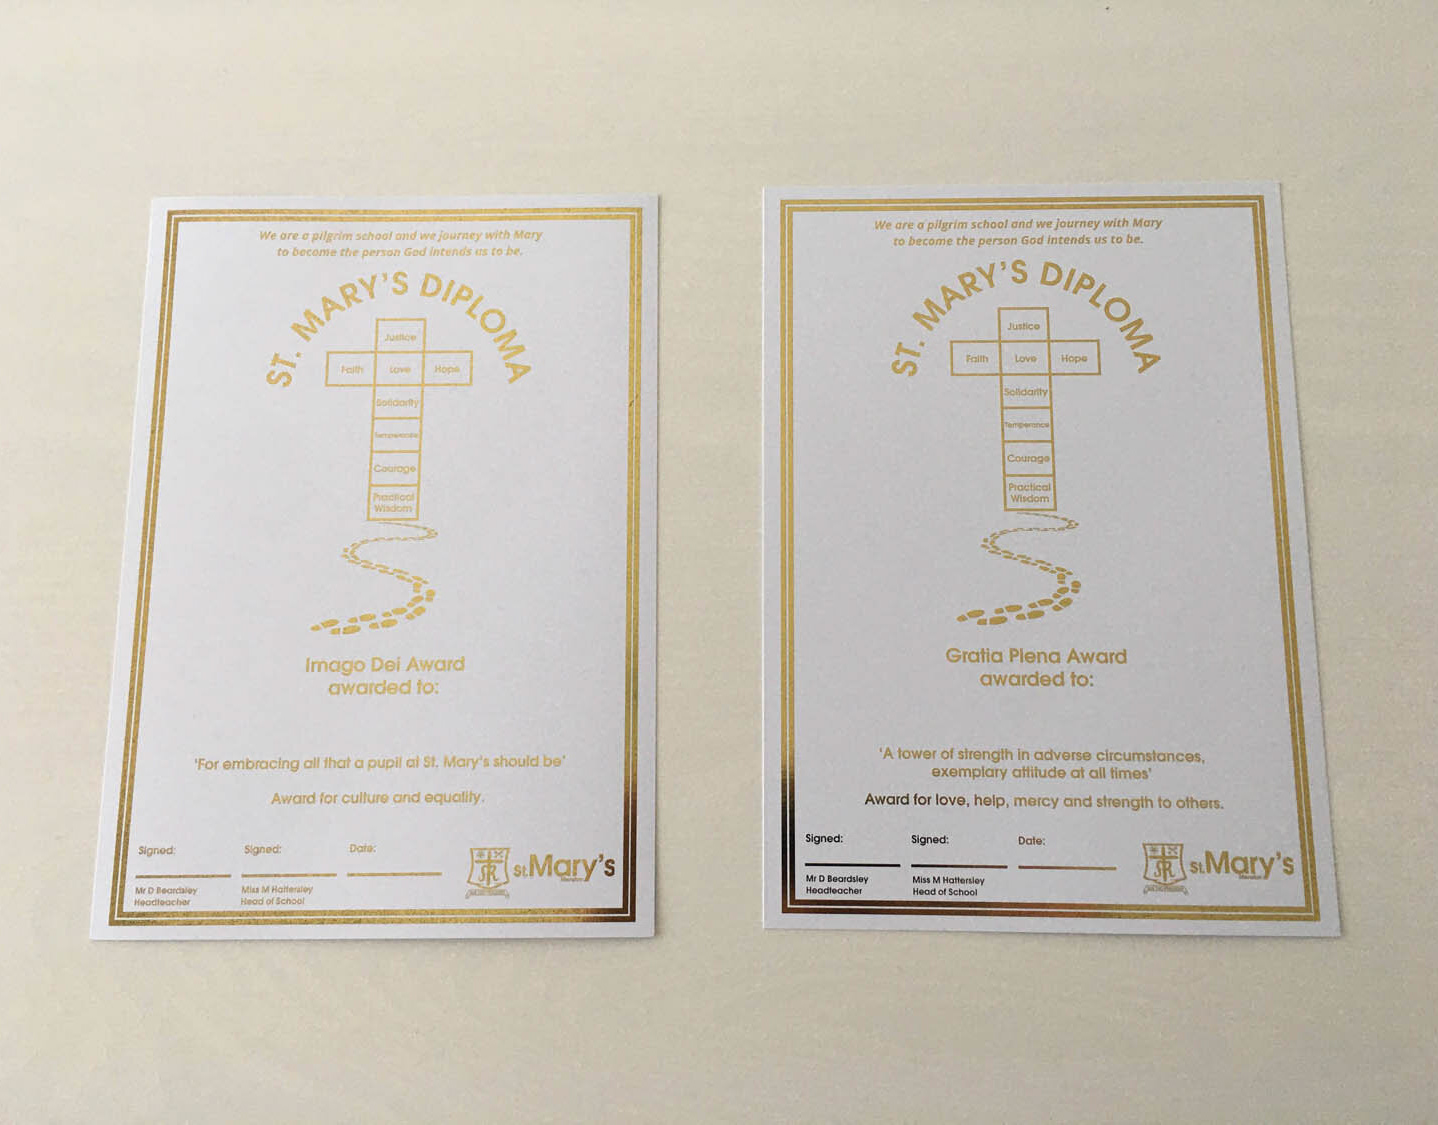 We are a pilgrim school and we journey with Mary
to become the person God intends us to be.
ST. MARY'S DIPLOMA
Justice
Faith Love Hope
Solidarity
Temperance
Courage
Practical
Wisdom
Imago Dei Award
awarded to:
'For embracing all that a pupil at St. Mary's should be'
Award for culture and equality.
Signed: Signed: Date:
Mr D Beardsley Miss M Hattersley
Headteacher Head of School
St. Mary's
We are a pilgrim school and we journey with Mary
to become the person God intends us to be.
ST. MARY'S DIPLOMA
Justice
Faith Love Hope
Solidarity
Temperance
Courage
Practical
Wisdom
Gratia Plena Award
awarded to:
'A tower of strength in adverse circumstances,
exemplary attitude at all times'
Award for love, help, mercy and strength to others.
Signed: Signed: Date:
Mr D Beardsley Miss M Hattersley
Headteacher Head of School
St. Mary's